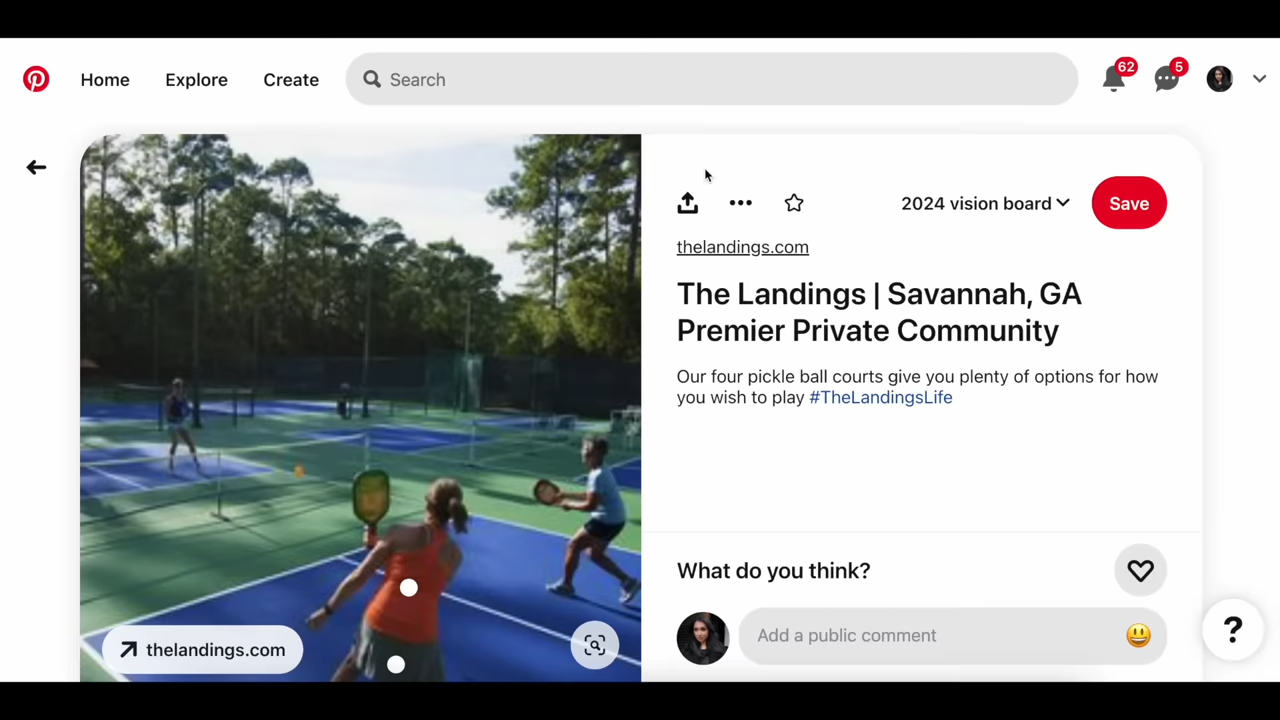 Home Explore Create Search 62 5
2024 vision board Save
thelandings.com
The Landings | Savannah, GA
Premier Private Community
Our four pickle ball courts give you plenty of options for how
you wish to play #TheLandingsLife
What do you think?
Add a public comment
thelandings.com
?